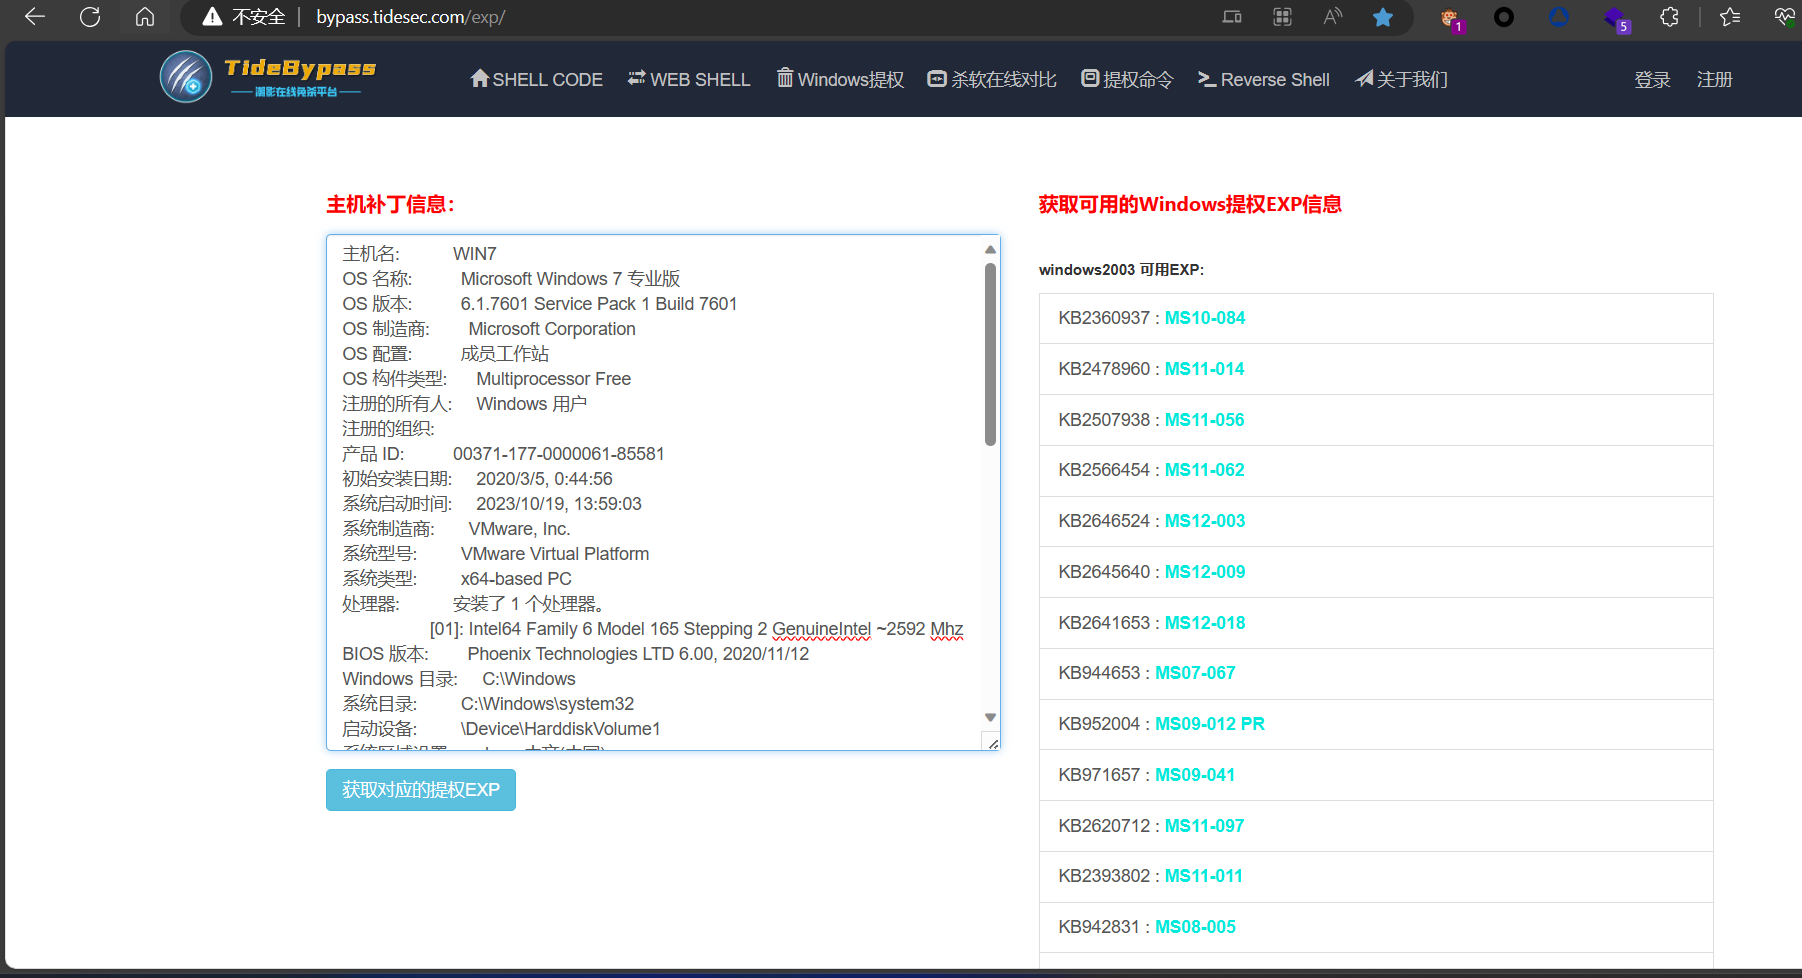 不安全 | bypass.tidesec.com/exp/
1
5
TideBypass
潮影在线免杀平台
SHELL CODE
WEB SHELL
Windows提权
杀软在线对比
提权命令
Reverse Shell
关于我们
登录
注册
主机补丁信息:
主机名: WIN7
OS 名称: Microsoft Windows 7 专业版
OS 版本: 6.1.7601 Service Pack 1 Build 7601
OS 制造商: Microsoft Corporation
OS 配置: 成员工作站
OS 构件类型: Multiprocessor Free
注册的所有人: Windows 用户
注册的组织:
产品 ID: 00371-177-0000061-85581
初始安装日期: 2020/3/5, 0:44:56
系统启动时间: 2023/10/19, 13:59:03
系统制造商: VMware, Inc.
系统型号: VMware Virtual Platform
系统类型: x64-based PC
处理器: 安装了 1 个处理器。
[01]: Intel64 Family 6 Model 165 Stepping 2 GenuineIntel ~2592 Mhz
BIOS 版本: Phoenix Technologies LTD 6.00, 2020/11/12
Windows 目录: C:\Windows
系统目录: C:\Windows\system32
启动设备: \Device\HarddiskVolume1
获取对应的提权EXP
获取可用的Windows提权EXP信息
windows2003 可用EXP:
KB2360937 : MS10-084
KB2478960 : MS11-014
KB2507938 : MS11-056
KB2566454 : MS11-062
KB2646524 : MS12-003
KB2645640 : MS12-009
KB2641653 : MS12-018
KB944653 : MS07-067
KB952004 : MS09-012 PR
KB971657 : MS09-041
KB2620712 : MS11-097
KB2393802 : MS11-011
KB942831 : MS08-005